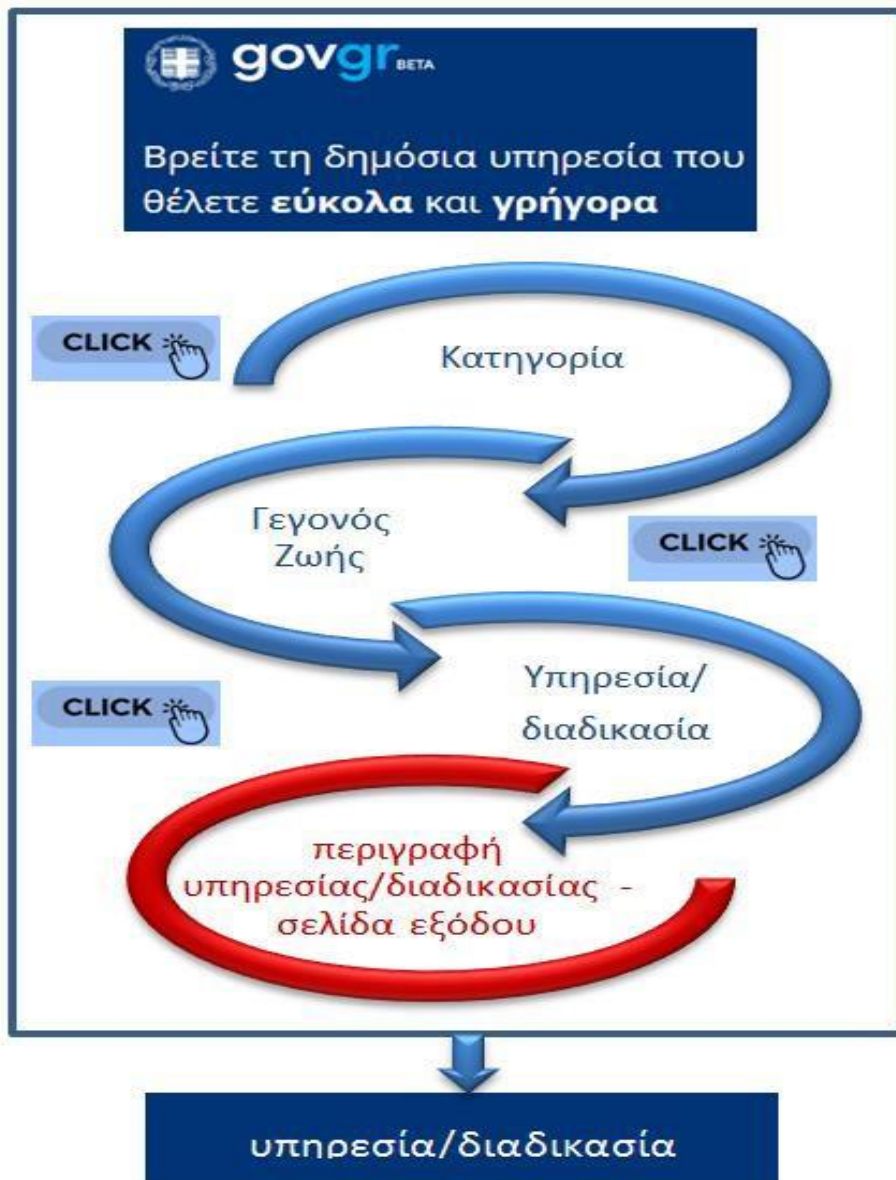 govgr BETA
Βρείτε τη δημόσια υπηρεσία που
θέλετε εύκολα και γρήγορα
CLICK
Κατηγορία
Γεγονός
Ζωής
CLICK
Υπηρεσία/
διαδικασία
CLICK
περιγραφή
υπηρεσίας/διαδικασίας -
σελίδα εξόδου
υπηρεσία/διαδικασία